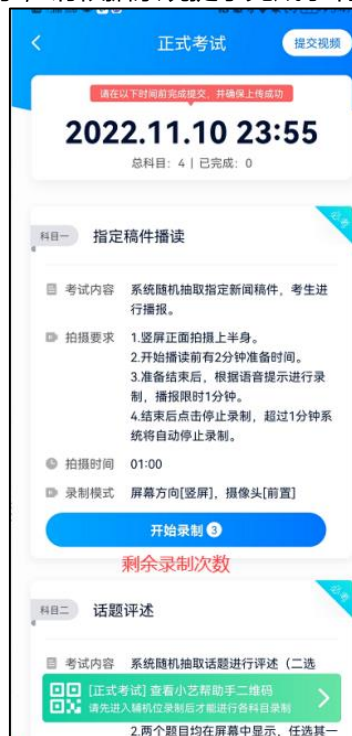 正式考试
提交视频
请在以下时间前完成提交，并确保上传成功
2022.11.10 23:55
总科目：4 | 已完成：0
必考
科目一 指定稿件播读
考试内容 系统随机抽取指定新闻稿件，考生进
行播报。
拍摄要求 1.竖屏正面拍摄上半身。
2.开始播读前有2分钟准备时间。
3.准备结束后，根据语音提示进行录
制，播报限时1分钟。
4.结束后点击停止录制，超过1分钟系
统将自动停止录制。
拍摄时间 01:00
录制模式 屏幕方向[竖屏]，摄像头[前置]
开始录制 3
剩余录制次数
必考
科目二 话题评述
考试内容 系统随机抽取话题进行评述（二选
[正式考试] 查看小艺帮助手二维码
请先进入辅机位录制后才能进行各科目录制
2.两个题目均在屏幕中显示，任选其一